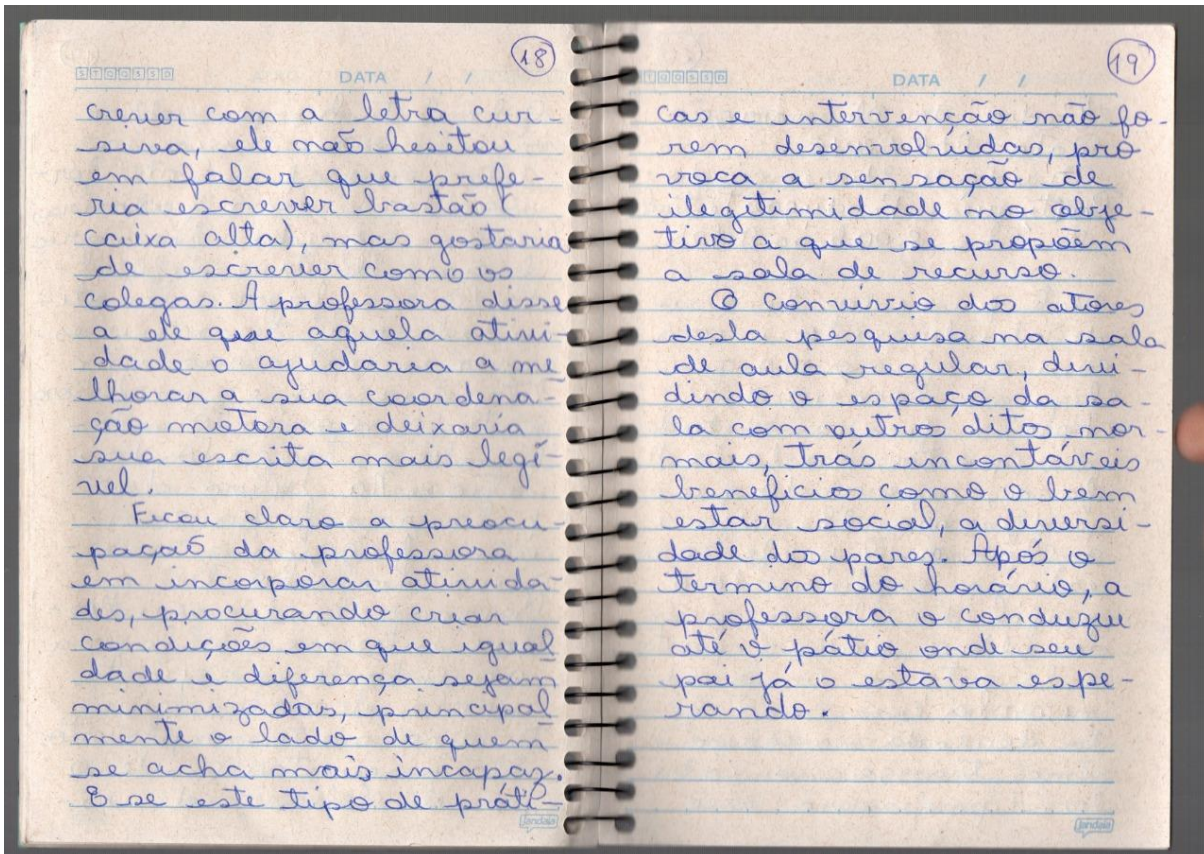 18
STQQSSD DATA / /
crever com a letra cur-
siva, ele não hesitou
em falar que prefe-
ria escrever bastão (
caixa alta), mas gostaria
de escrever como os
colegas. A professora disse
a ele que aquela ativi-
dade o ajudaria a me
lhorar a sua coordena-
ção motora e deixaria
sua escrita mais legí-
vel.
Ficou claro a preocu-
pação da professora
em incorporar ativida-
des, procurando criar
condições em que igual
dade e diferença sejam
minimizadas, principal
mente o lado de quem
se acha mais incapaz.
E se este tipo de práti-
jandaia
19
TQQSSD DATA / /
cas e intervenção não fo-
rem desenvolvidas, pro
voca a sensação de
ilegitimidade no obje-
tivo a que se propõem
a sala de recurso.
O convívio dos atores
desta pesquisa na sala
de aula regular, divi-
dindo o espaço da sa-
la com outros ditos nor-
mais, trás incontáveis
benefícios como o bem
estar social, a diversi-
dade dos parez. Após o
termino do horário, a
professora o conduziu
até o pátio onde seu
pai já o estava espe-
rando.
jandaia